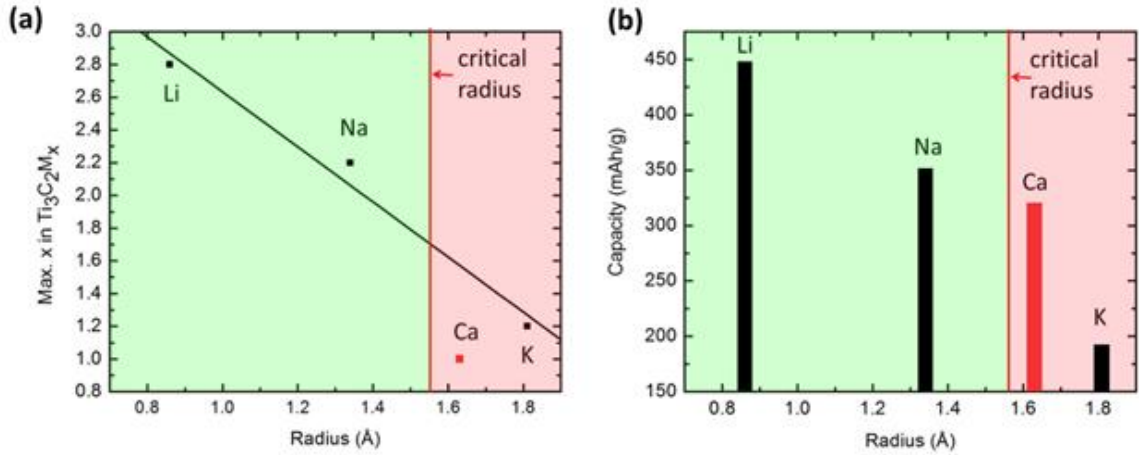 (a)
3.0
2.8
2.6
2.4
2.2
2.0
1.8
1.6
1.4
1.2
1.0
0.8
Max. x in Ti₃C₂Mₓ
Li
Na
critical
radius
Ca
K
0.8
1.0
1.2
1.4
1.6
1.8
Radius (Å)
(b)
450
400
350
300
250
200
150
Capacity (mAh/g)
Li
Na
critical
radius
Ca
K
0.8
1.0
1.2
1.4
1.6
1.8
Radius (Å)